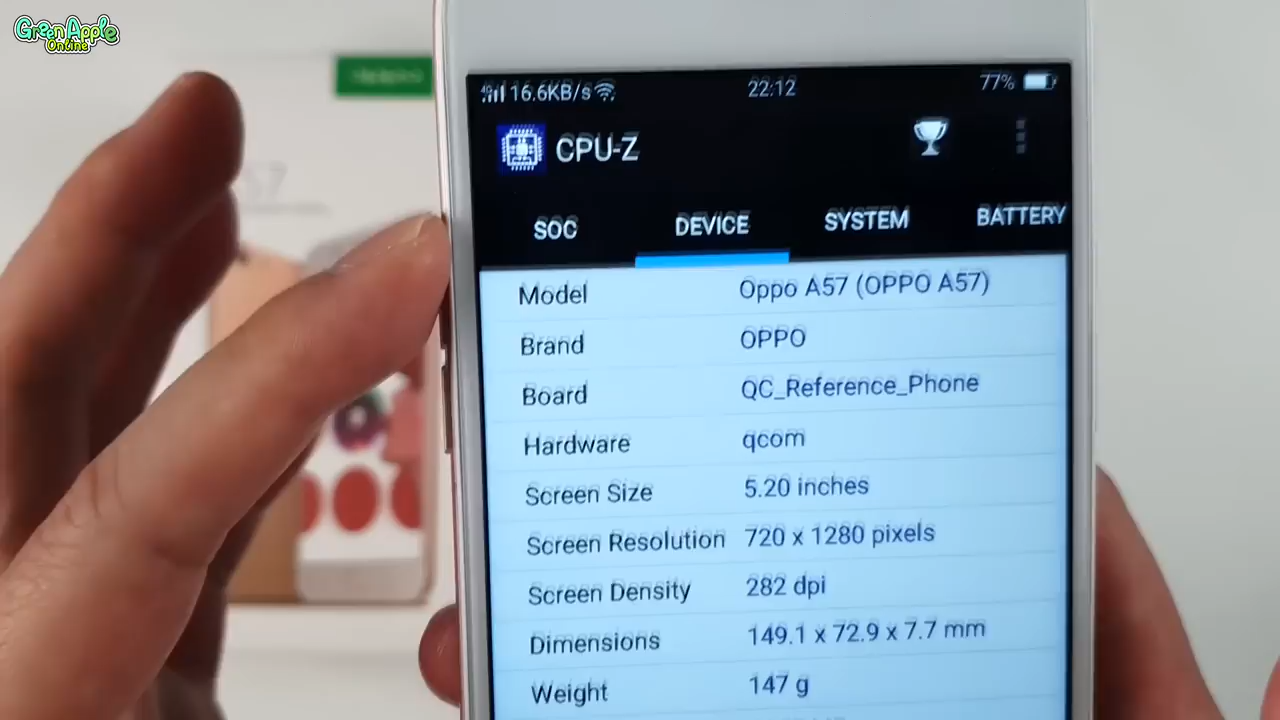 Green Apple
Online
4G 16.6KB/s 22:12 77%
CPU-Z
SOC DEVICE SYSTEM BATTERY
Model Oppo A57 (OPPO A57)
Brand OPPO
Board QC_Reference_Phone
Hardware qcom
Screen Size 5.20 inches
Screen Resolution 720 x 1280 pixels
Screen Density 282 dpi
Dimensions 149.1 x 72.9 x 7.7 mm
Weight 147 g